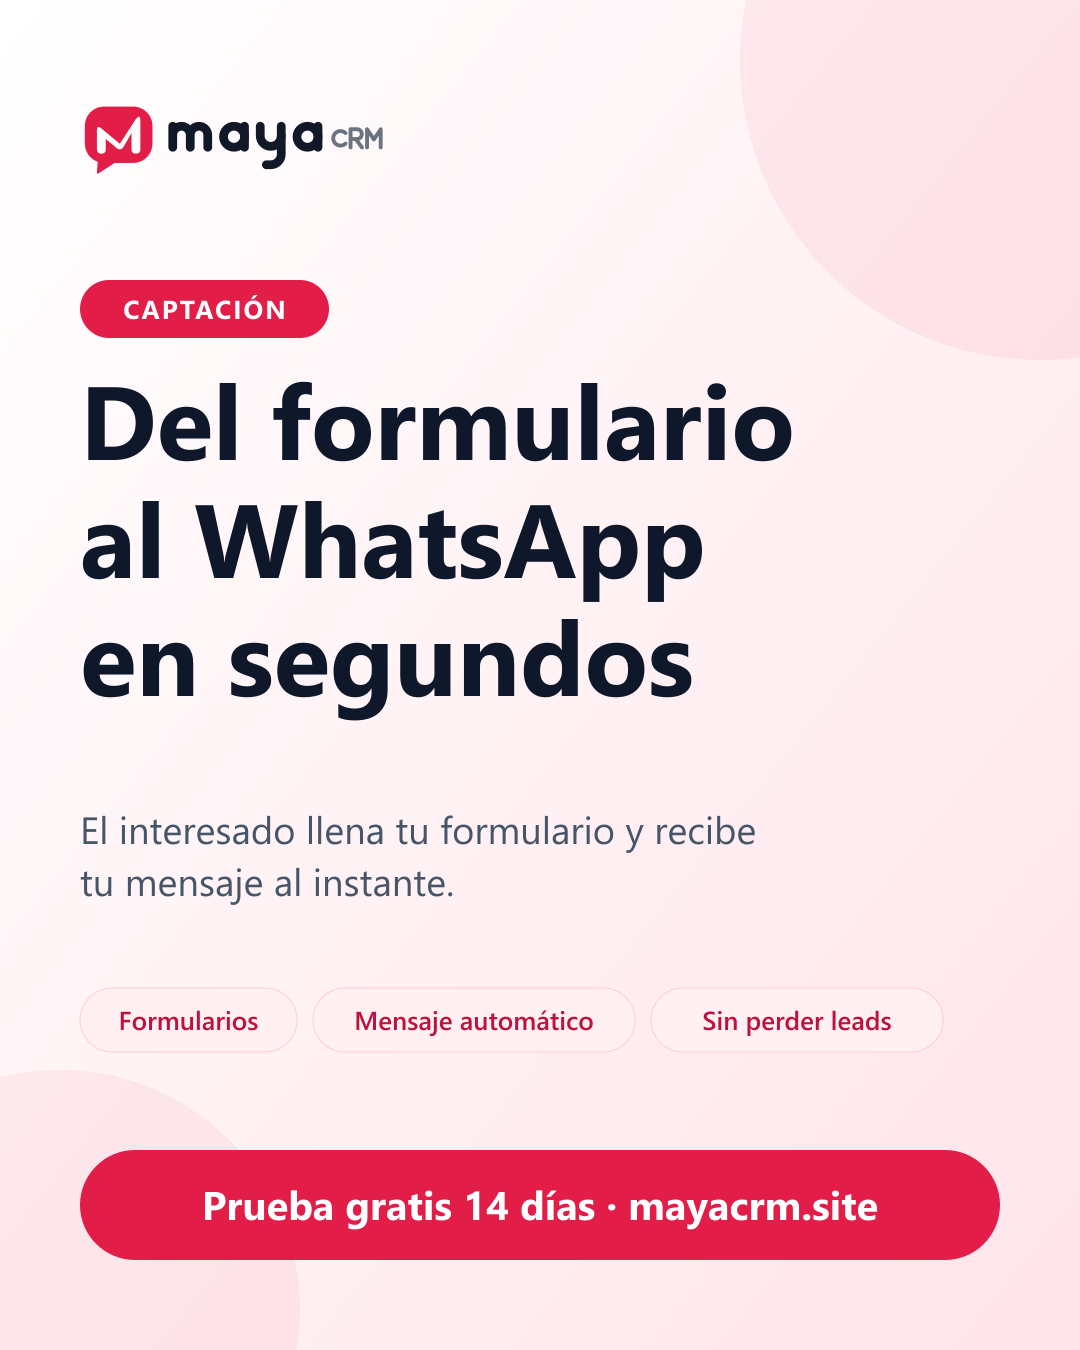 maya CRM
CAPTACIÓN
Del formulario
al WhatsApp
en segundos
El interesado llena tu formulario y recibe
tu mensaje al instante.
Formularios
Mensaje automático
Sin perder leads
Prueba gratis 14 días · mayacrm.site